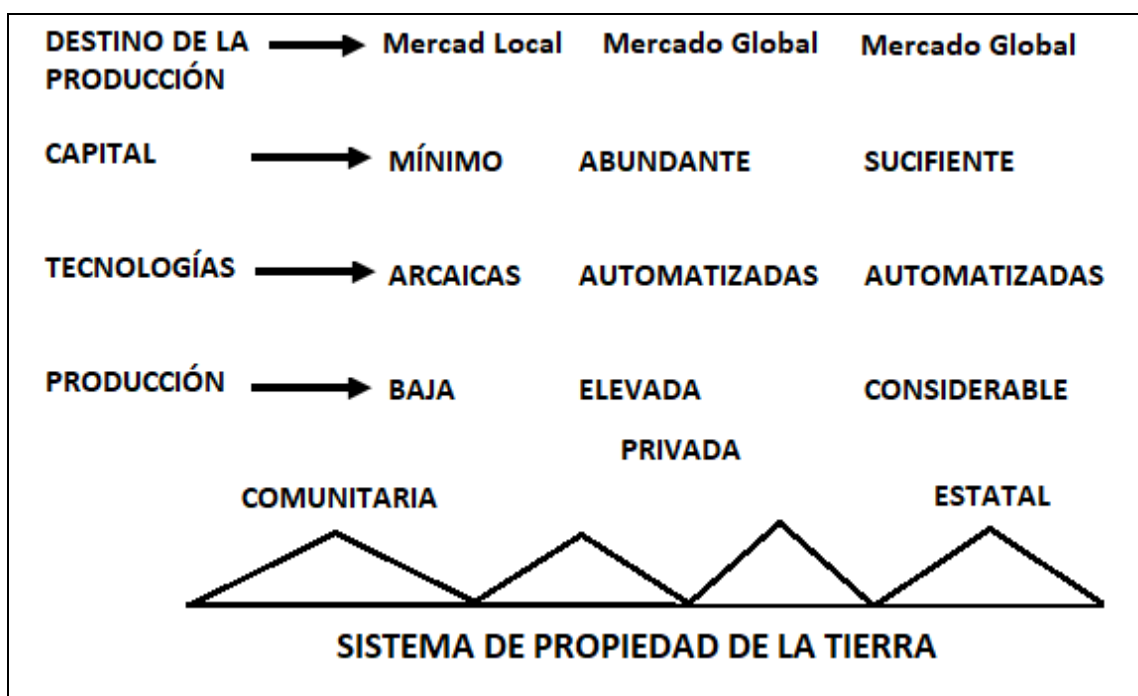 DESTINO DE LA PRODUCCIÓN Mercad Local Mercado Global Mercado Global
CAPITAL MÍNIMO ABUNDANTE SUCIFIENTE
TECNOLOGÍAS ARCAICAS AUTOMATIZADAS AUTOMATIZADAS
PRODUCCIÓN BAJA ELEVADA CONSIDERABLE
PRIVADA
COMUNITARIA ESTATAL
SISTEMA DE PROPIEDAD DE LA TIERRA